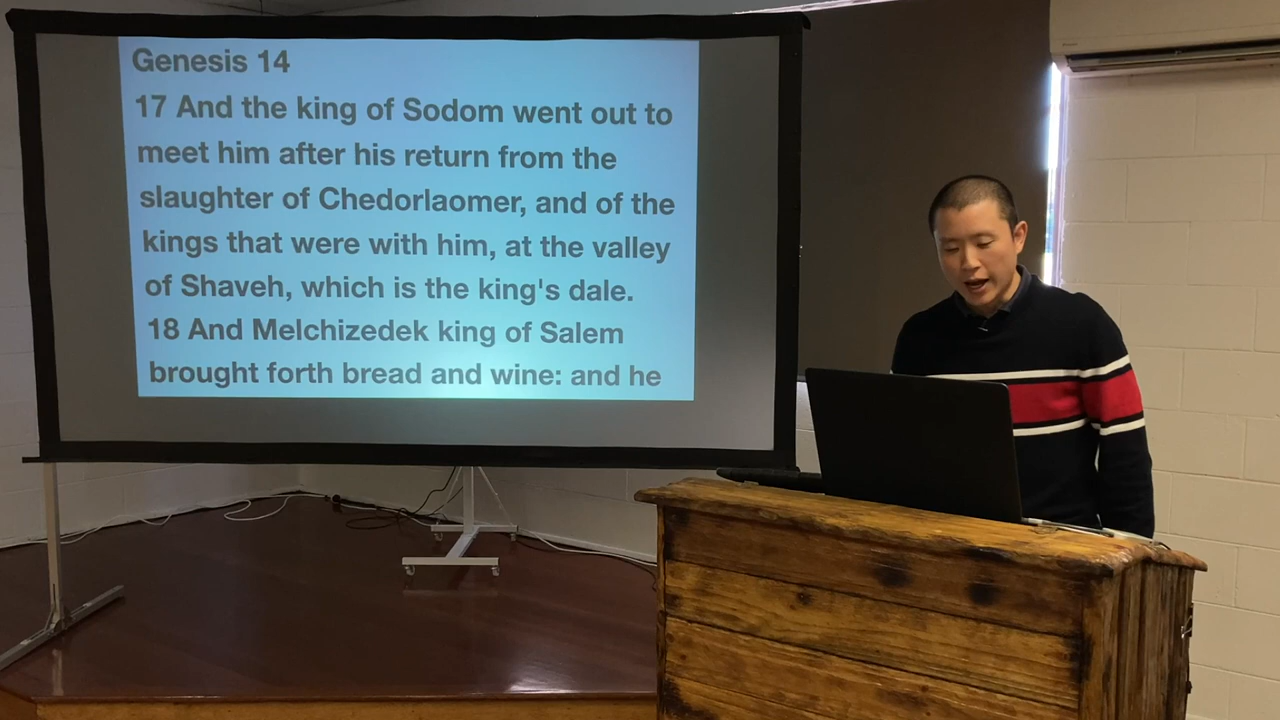 Genesis 14
17 And the king of Sodom went out to
meet him after his return from the
slaughter of Chedorlaomer, and of the
kings that were with him, at the valley
of Shaveh, which is the king's dale.
18 And Melchizedek king of Salem
brought forth bread and wine: and he